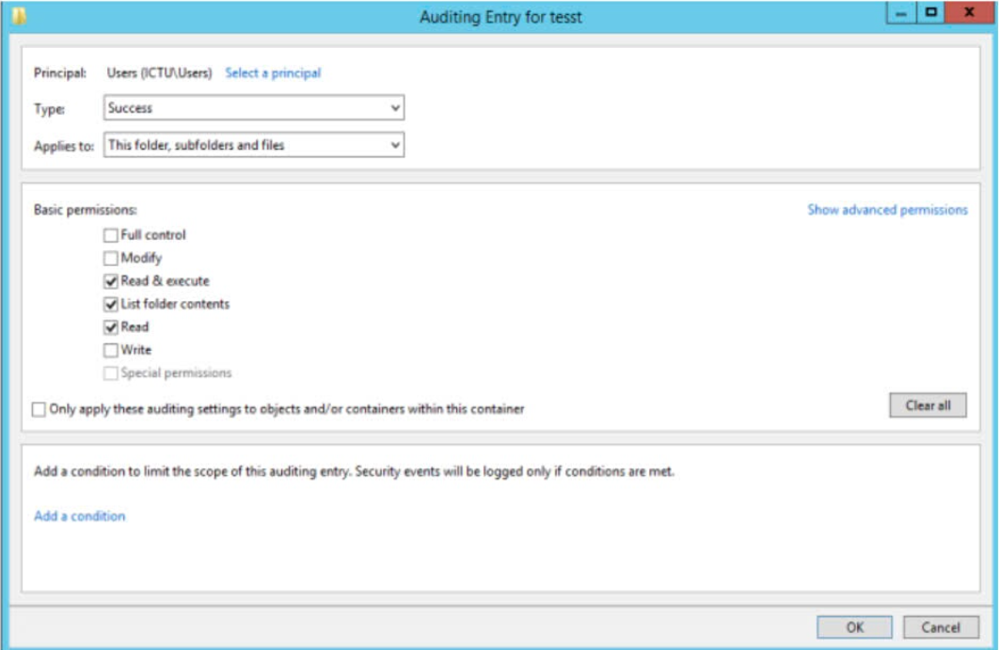 Auditing Entry for tesst
Principal: Users (ICTU\Users) Select a principal
Type: Success
Applies to: This folder, subfolders and files
Basic permissions: Show advanced permissions
Full control
Modify
Read & execute
List folder contents
Read
Write
Special permissions
Only apply these auditing settings to objects and/or containers within this container Clear all
Add a condition to limit the scope of this auditing entry. Security events will be logged only if conditions are met.
Add a condition
OK Cancel